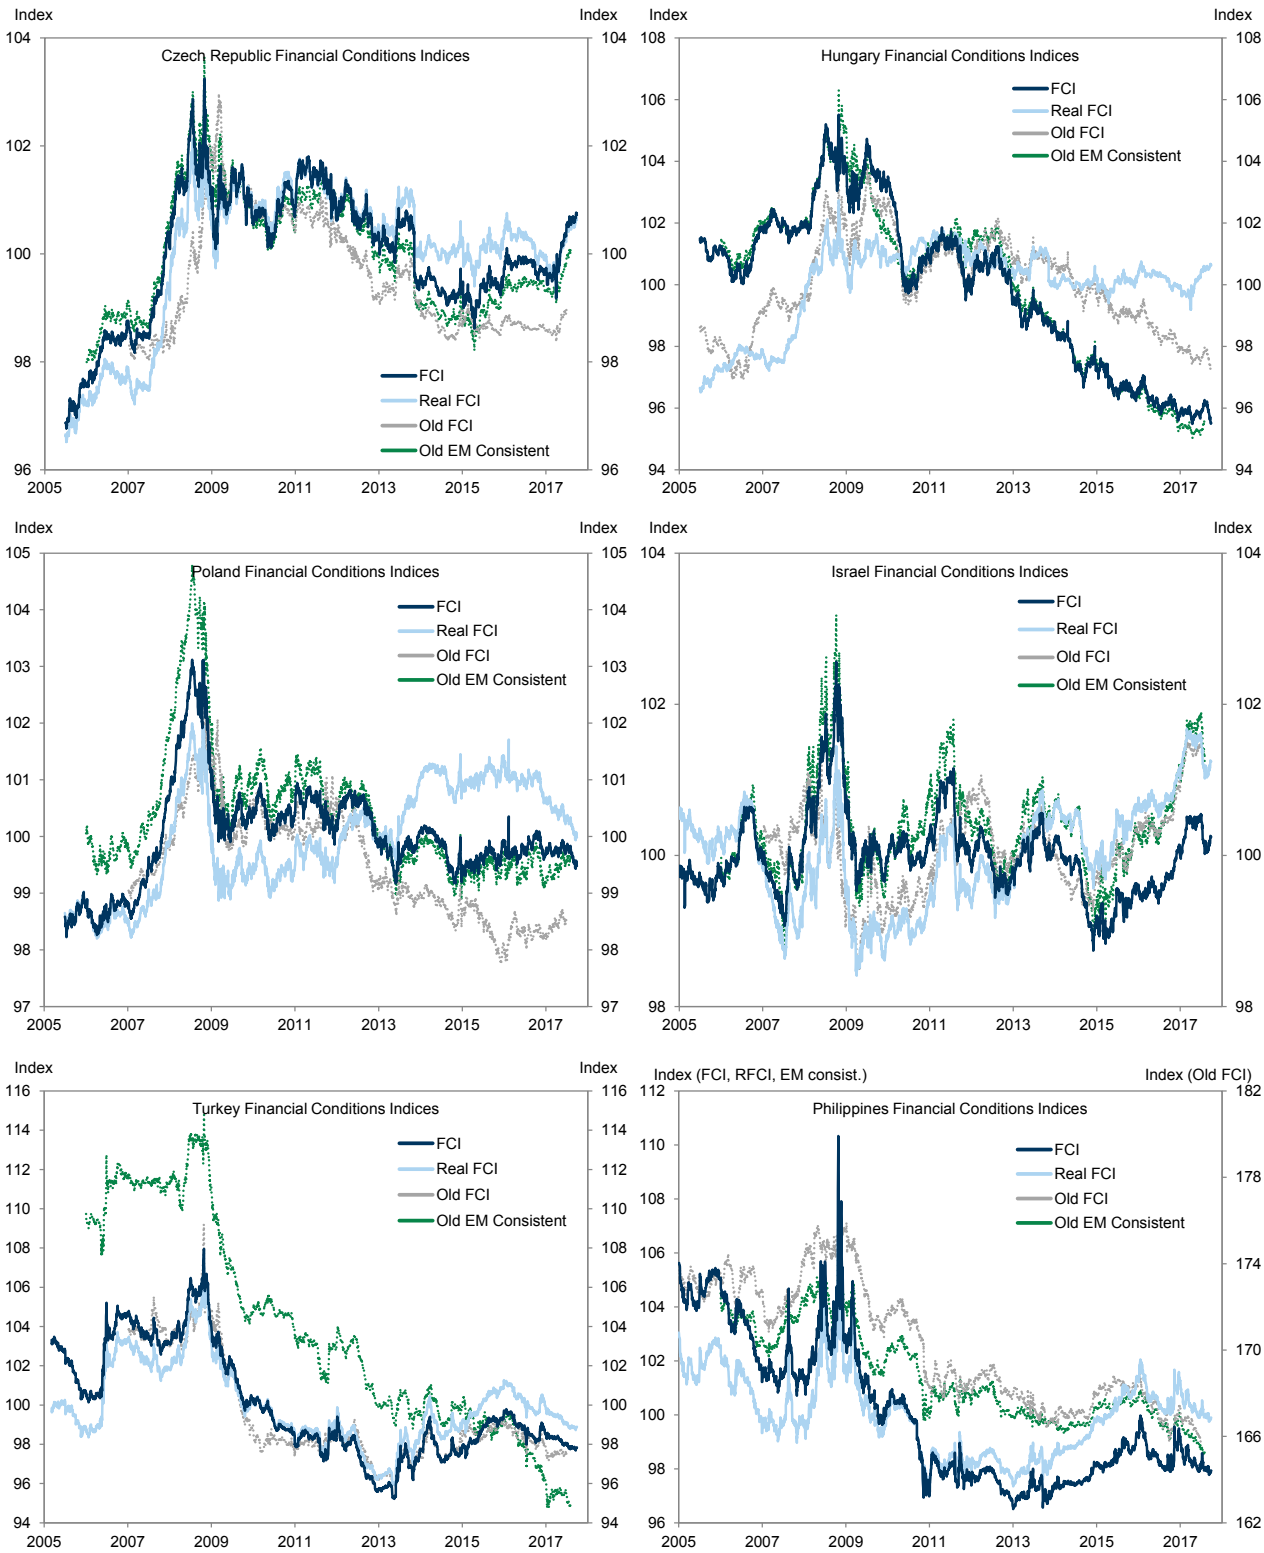 Index Index
Czech Republic Financial Conditions Indices
104 104
102 102
100 100
98 98
96 96
FCI
Real FCI
Old FCI
Old EM Consistent
2005 2007 2009 2011 2013 2015 2017
Index Index
Hungary Financial Conditions Indices
108 108
106 106
104 104
102 102
100 100
98 98
96 96
94 94
FCI
Real FCI
Old FCI
Old EM Consistent
2005 2007 2009 2011 2013 2015 2017
Index Index
Poland Financial Conditions Indices
105 105
104 104
103 103
102 102
101 101
100 100
99 99
98 98
97 97
FCI
Real FCI
Old FCI
Old EM Consistent
2005 2007 2009 2011 2013 2015 2017
Index Index
Israel Financial Conditions Indices
104 104
102 102
100 100
98 98
FCI
Real FCI
Old FCI
Old EM Consistent
2005 2007 2009 2011 2013 2015 2017
Index Index
Turkey Financial Conditions Indices
116 116
114 114
112 112
110 110
108 108
106 106
104 104
102 102
100 100
98 98
96 96
94 94
FCI
Real FCI
Old FCI
Old EM Consistent
2005 2007 2009 2011 2013 2015 2017
Index (FCI, RFCI, EM consist.) Index (Old FCI)
Philippines Financial Conditions Indices
112 182
110
178
108
106 174
104
102 170
100
166
98
96 162
FCI
Real FCI
Old FCI
Old EM Consistent
2005 2007 2009 2011 2013 2015 2017